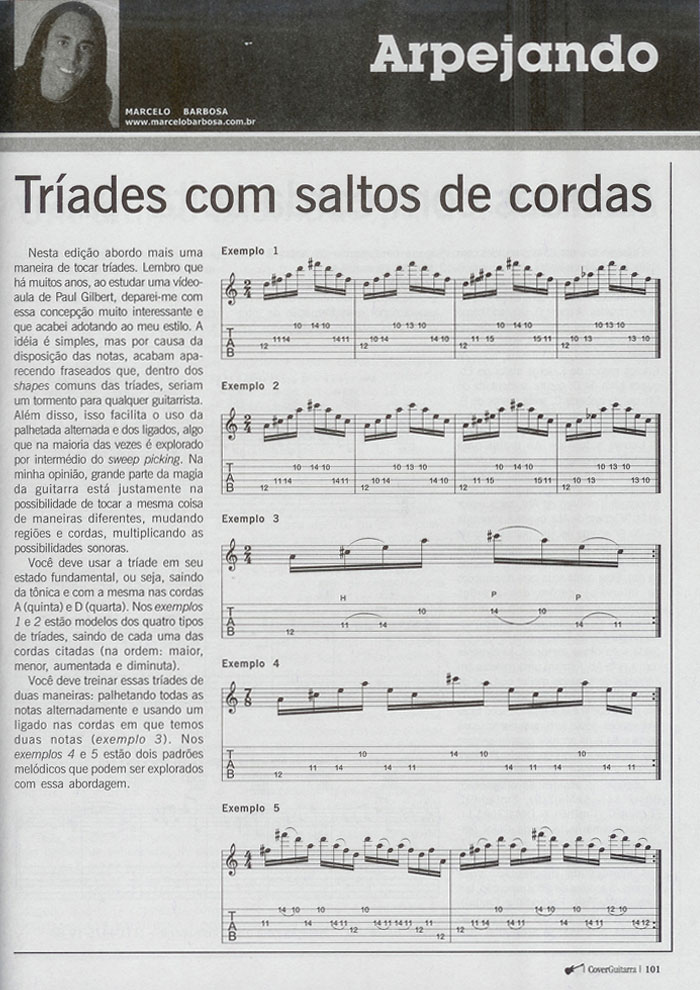 Arpejando
MARCELO BARBOSA
www.marcelobarbosa.com.br
Tríades com saltos de cordas
Nesta edição abordo mais uma
maneira de tocar tríades. Lembro que
há muitos anos, ao estudar uma vídeo-
aula de Paul Gilbert, deparei-me com
essa concepção muito interessante e
que acabei adotando ao meu estilo. A
idéia é simples, mas por causa da
disposição das notas, acabam apa-
recendo fraseados que, dentro dos
shapes comuns das tríades, seriam
um tormento para qualquer guitarrista.
Além disso, isso facilita o uso da
palhetada alternada e dos ligados, algo
que na maioria das vezes é explorado
por intermédio do sweep picking. Na
minha opinião, grande parte da magia
da guitarra está justamente na
possibilidade de tocar a mesma coisa
de maneiras diferentes, mudando
regiões e cordas, multiplicando as
possibilidades sonoras.
Você deve usar a tríade em seu
estado fundamental, ou seja, saindo
da tônica e com a mesma nas cordas
A (quinta) e D (quarta). Nos exemplos
1 e 2 estão modelos dos quatro tipos
de tríades, saindo de cada uma das
cordas citadas (na ordem: maior,
menor, aumentada e diminuta).
Você deve treinar essas tríades de
duas maneiras: palhetando todas as
notas alternadamente e usando um
ligado nas cordas em que temos
duas notas (exemplo 3). Nos
exemplos 4 e 5 estão dois padrões
melódicos que podem ser explorados
com essa abordagem.
Exemplo 1
2 4
T A B
10 14 10 10 13 10 10 14 10 10 13 10
11 14 14 11 10 14 13 10 11 15 15 11 10 13 13 10
12 12 12 12
Exemplo 2
2 4
T A B
10 14 10 10 13 10 10 14 10 10 13 10
11 14 14 11 10 14 14 10 11 15 15 11 10 13 13 10
12 12 12 12
Exemplo 3
2 4
H P P
T A B
10 14 10
11 14 14 11
12
Exemplo 4
7 8
T A B
10 14 10 10
11 14 14 11 14 14 11
12
Exemplo 5
4 4
T A B
14 10 10 10 10 14 10 10 12 10
11 14 14 11 14 11 14 11 11 11 14 11 14 14 11 14 12
12 12 12 12
CoverGuitarra | 101